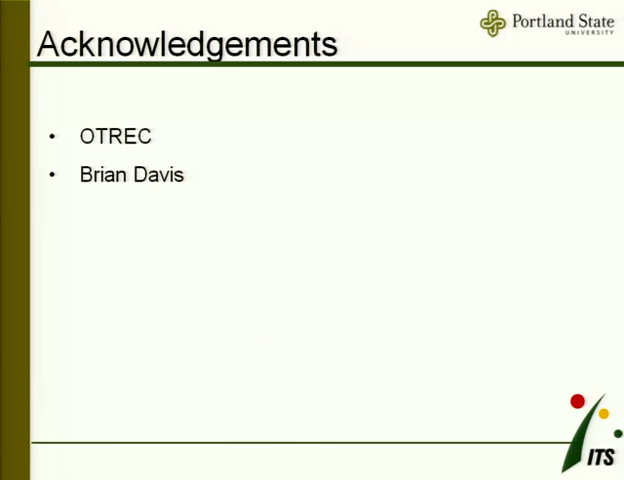 Portland State
UNIVERSITY
Acknowledgements
• OTREC
• Brian Davis
ITS